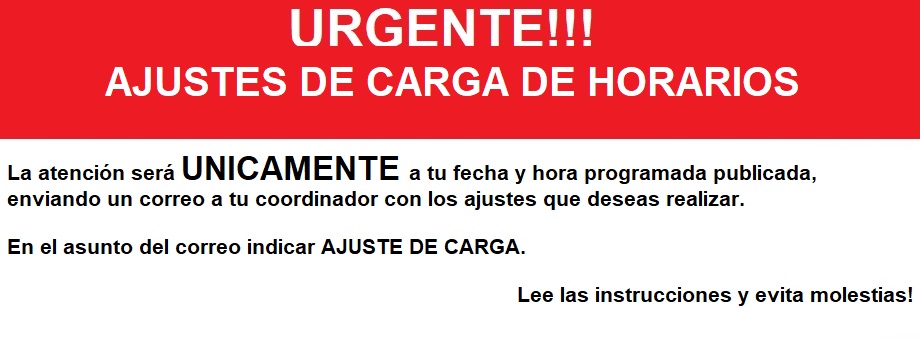 URGENTE!!!
AJUSTES DE CARGA DE HORARIOS
La atención será UNICAMENTE a tu fecha y hora programada publicada,
enviando un correo a tu coordinador con los ajustes que deseas realizar.
En el asunto del correo indicar AJUSTE DE CARGA.
Lee las instrucciones y evita molestias!